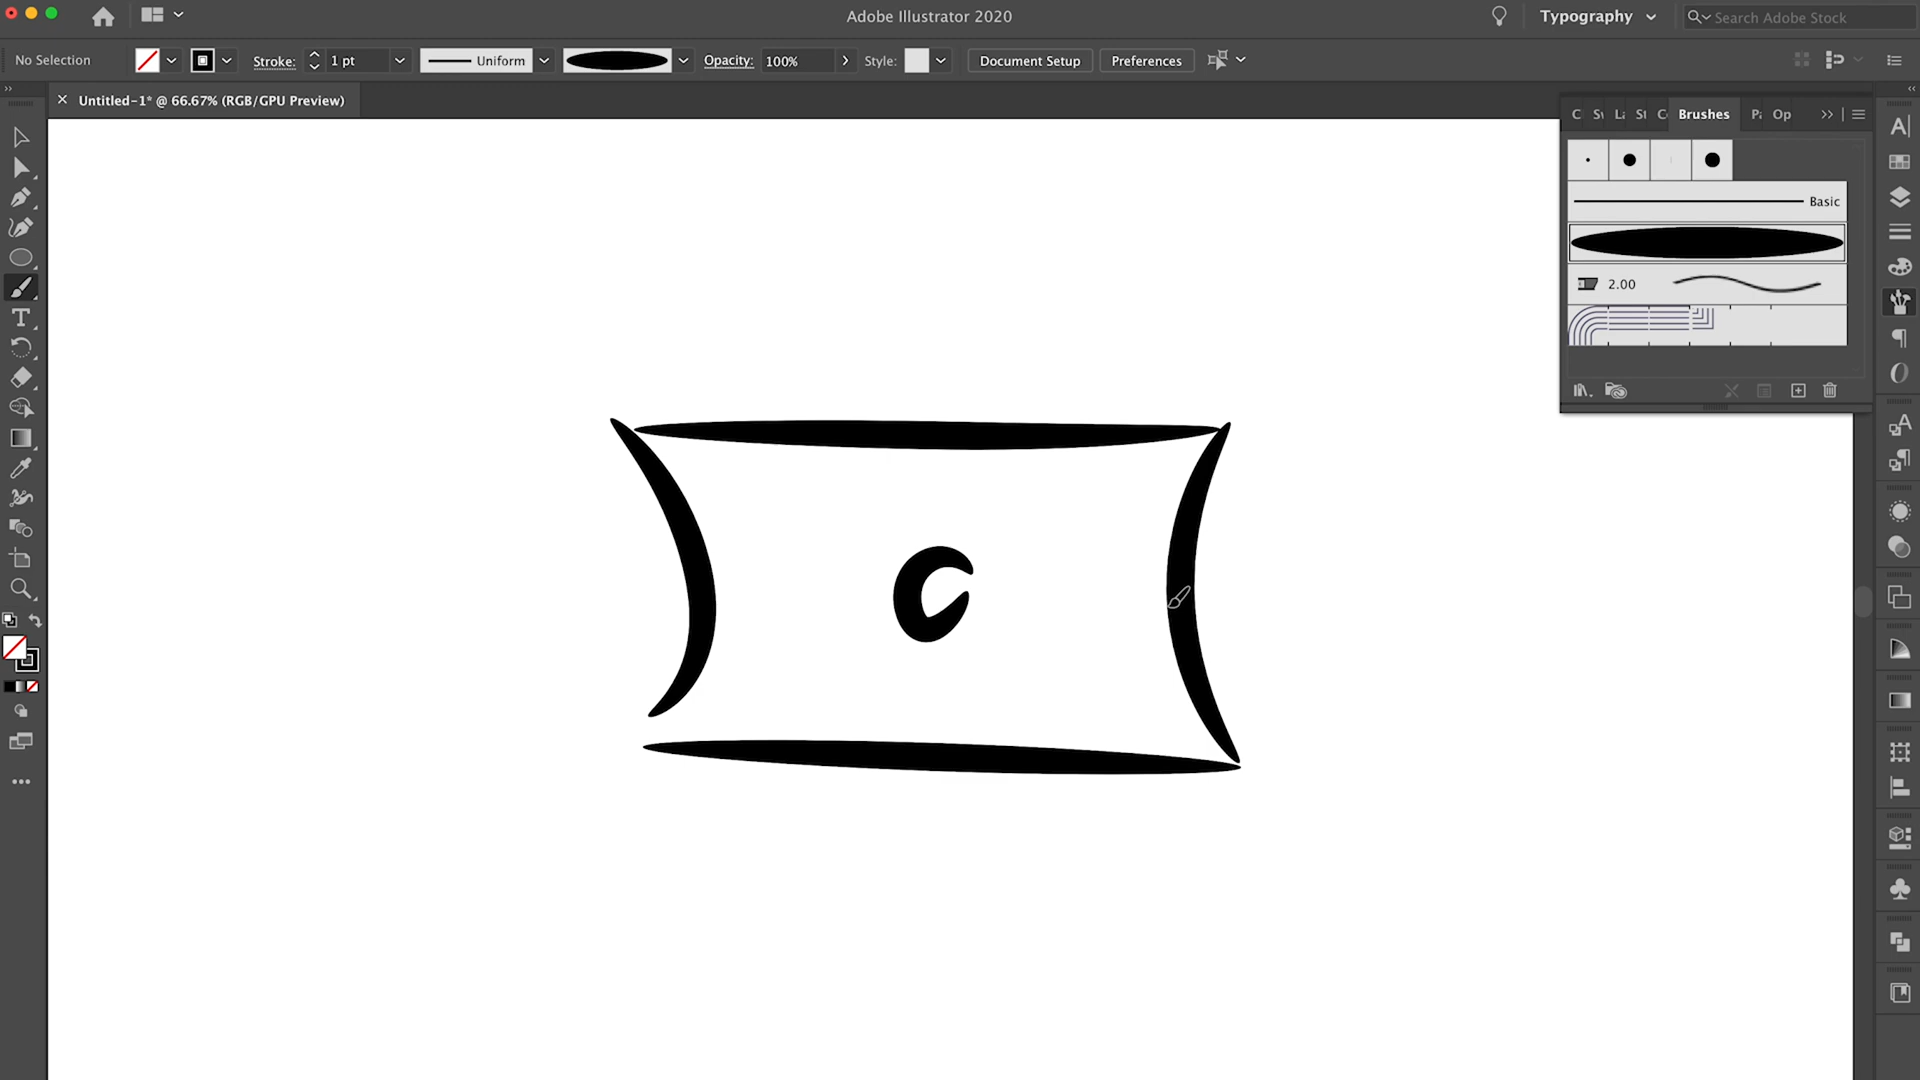 Adobe Illustrator 2020
Typography
Search Adobe Stock
No Selection
Stroke:
1 pt
Uniform
Opacity:
100%
Style:
Document Setup
Preferences
Untitled-1* @ 66.67% (RGB/GPU Preview)
Brushes
Op
Basic
2.00
C